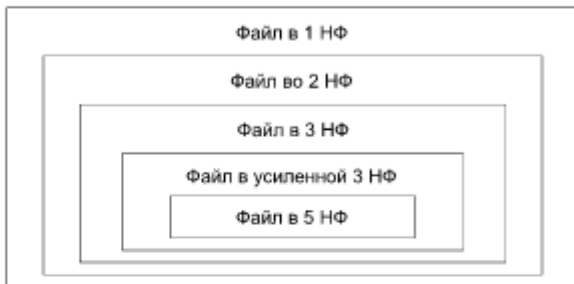 Файл в 1 НФ
Файл во 2 НФ
Файл в 3 НФ
Файл в усиленной 3 НФ
Файл в 5 НФ